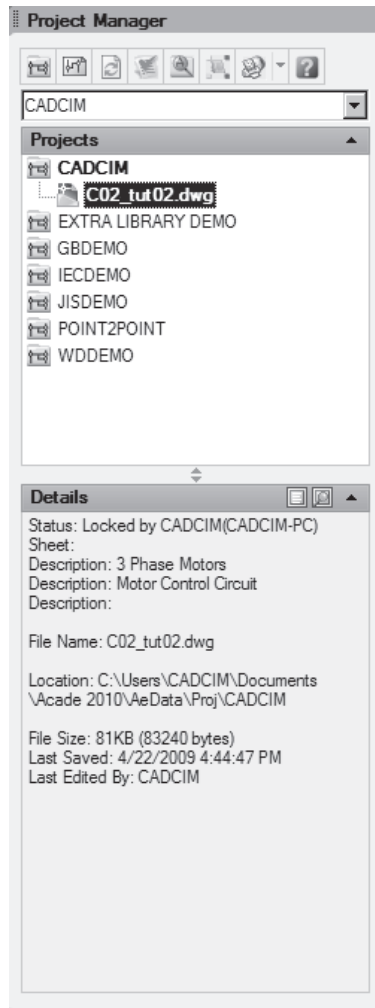 Project Manager
CADCIM
Projects
CADCIM
C02_tut02.dwg
EXTRA LIBRARY DEMO
GBDEMO
IECDEMO
JISDEMO
POINT2POINT
WDDEMO
Details
Status: Locked by CADCIM(CADCIM-PC)
Sheet:
Description: 3 Phase Motors
Description: Motor Control Circuit
Description:
File Name: C02_tut02.dwg
Location: C:\Users\CADCIM\Documents
\Acade 2010\AeData\Proj\CADCIM
File Size: 81KB (83240 bytes)
Last Saved: 4/22/2009 4:44:47 PM
Last Edited By: CADCIM